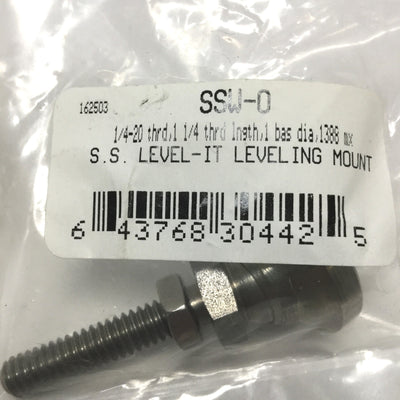 162503
SSW-0
1/4-20 thrd,1 1/4 thrd lngth,1 bas dia,1388 mx
S.S. LEVEL-IT LEVELING MOUNT
6 43768 30442 5